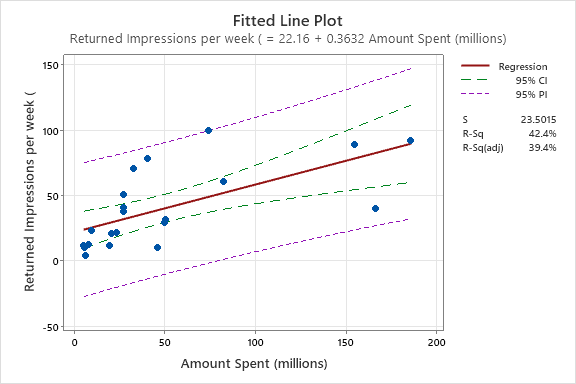 Fitted Line Plot
Returned Impressions per week ( = 22.16 + 0.3632 Amount Spent (millions)
150
100
50
0
-50
0 50 100 150 200
Returned Impressions per week (
Amount Spent (millions)
Regression
95% CI
95% PI
S 23.5015
R-Sq 42.4%
R-Sq(adj) 39.4%